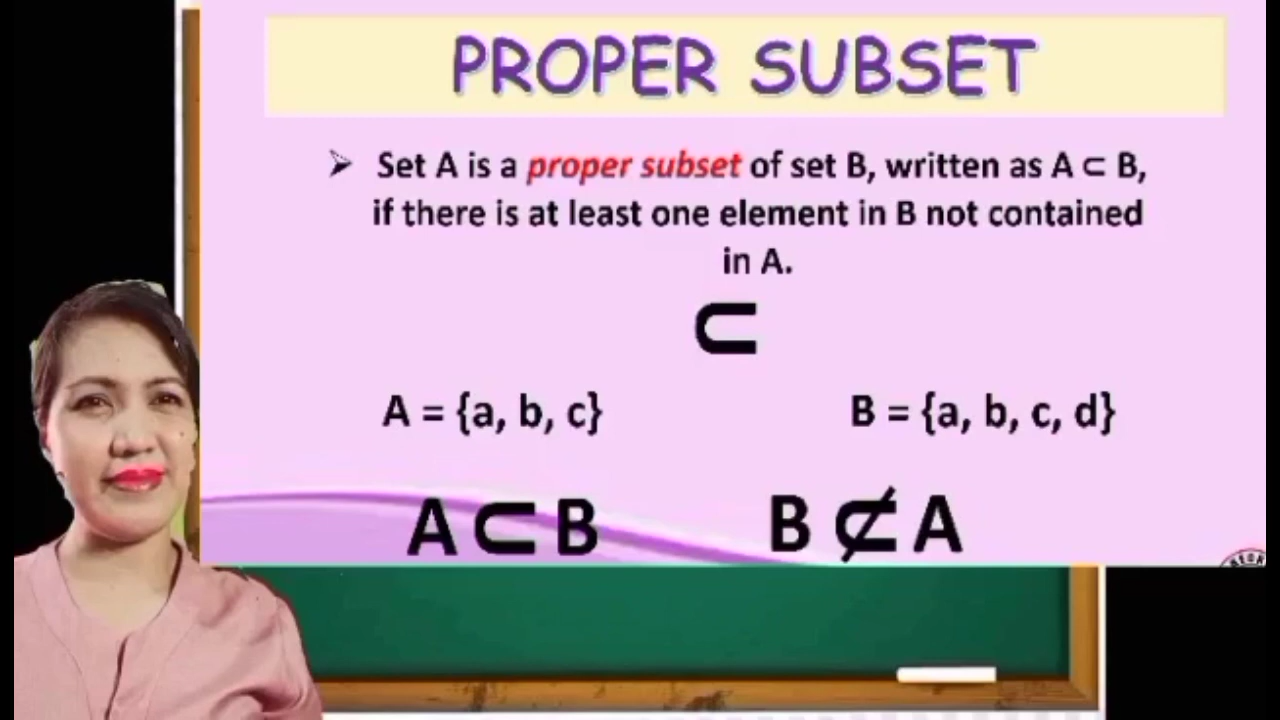 PROPER SUBSET
➢ Set A is a proper subset of set B, written as A ⊂ B,
if there is at least one element in B not contained
in A.
⊂
A = {a, b, c} B = {a, b, c, d}
A ⊂ B B ⊄ A